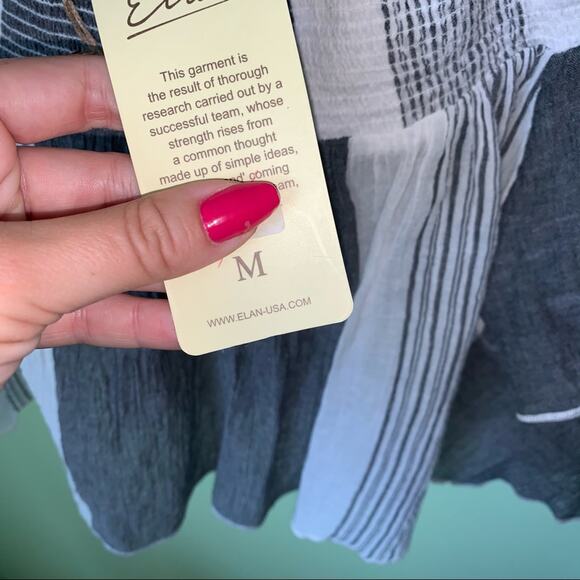 This garment is
the result of thorough
research carried out by a
successful team, whose
strength rises from
a common thought
made up of simple ideas,
coming
M
WWW.ELAN-USA.COM